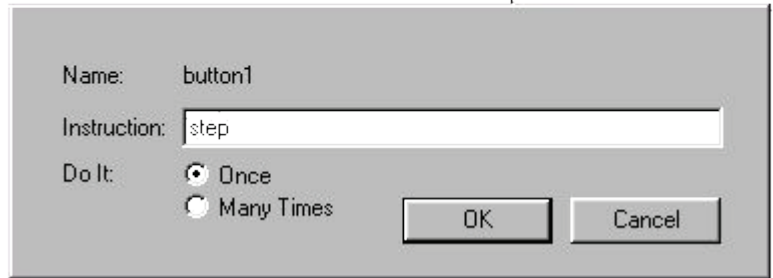 Name: button1
Instruction: step
Do It: Once
Many Times
OK Cancel